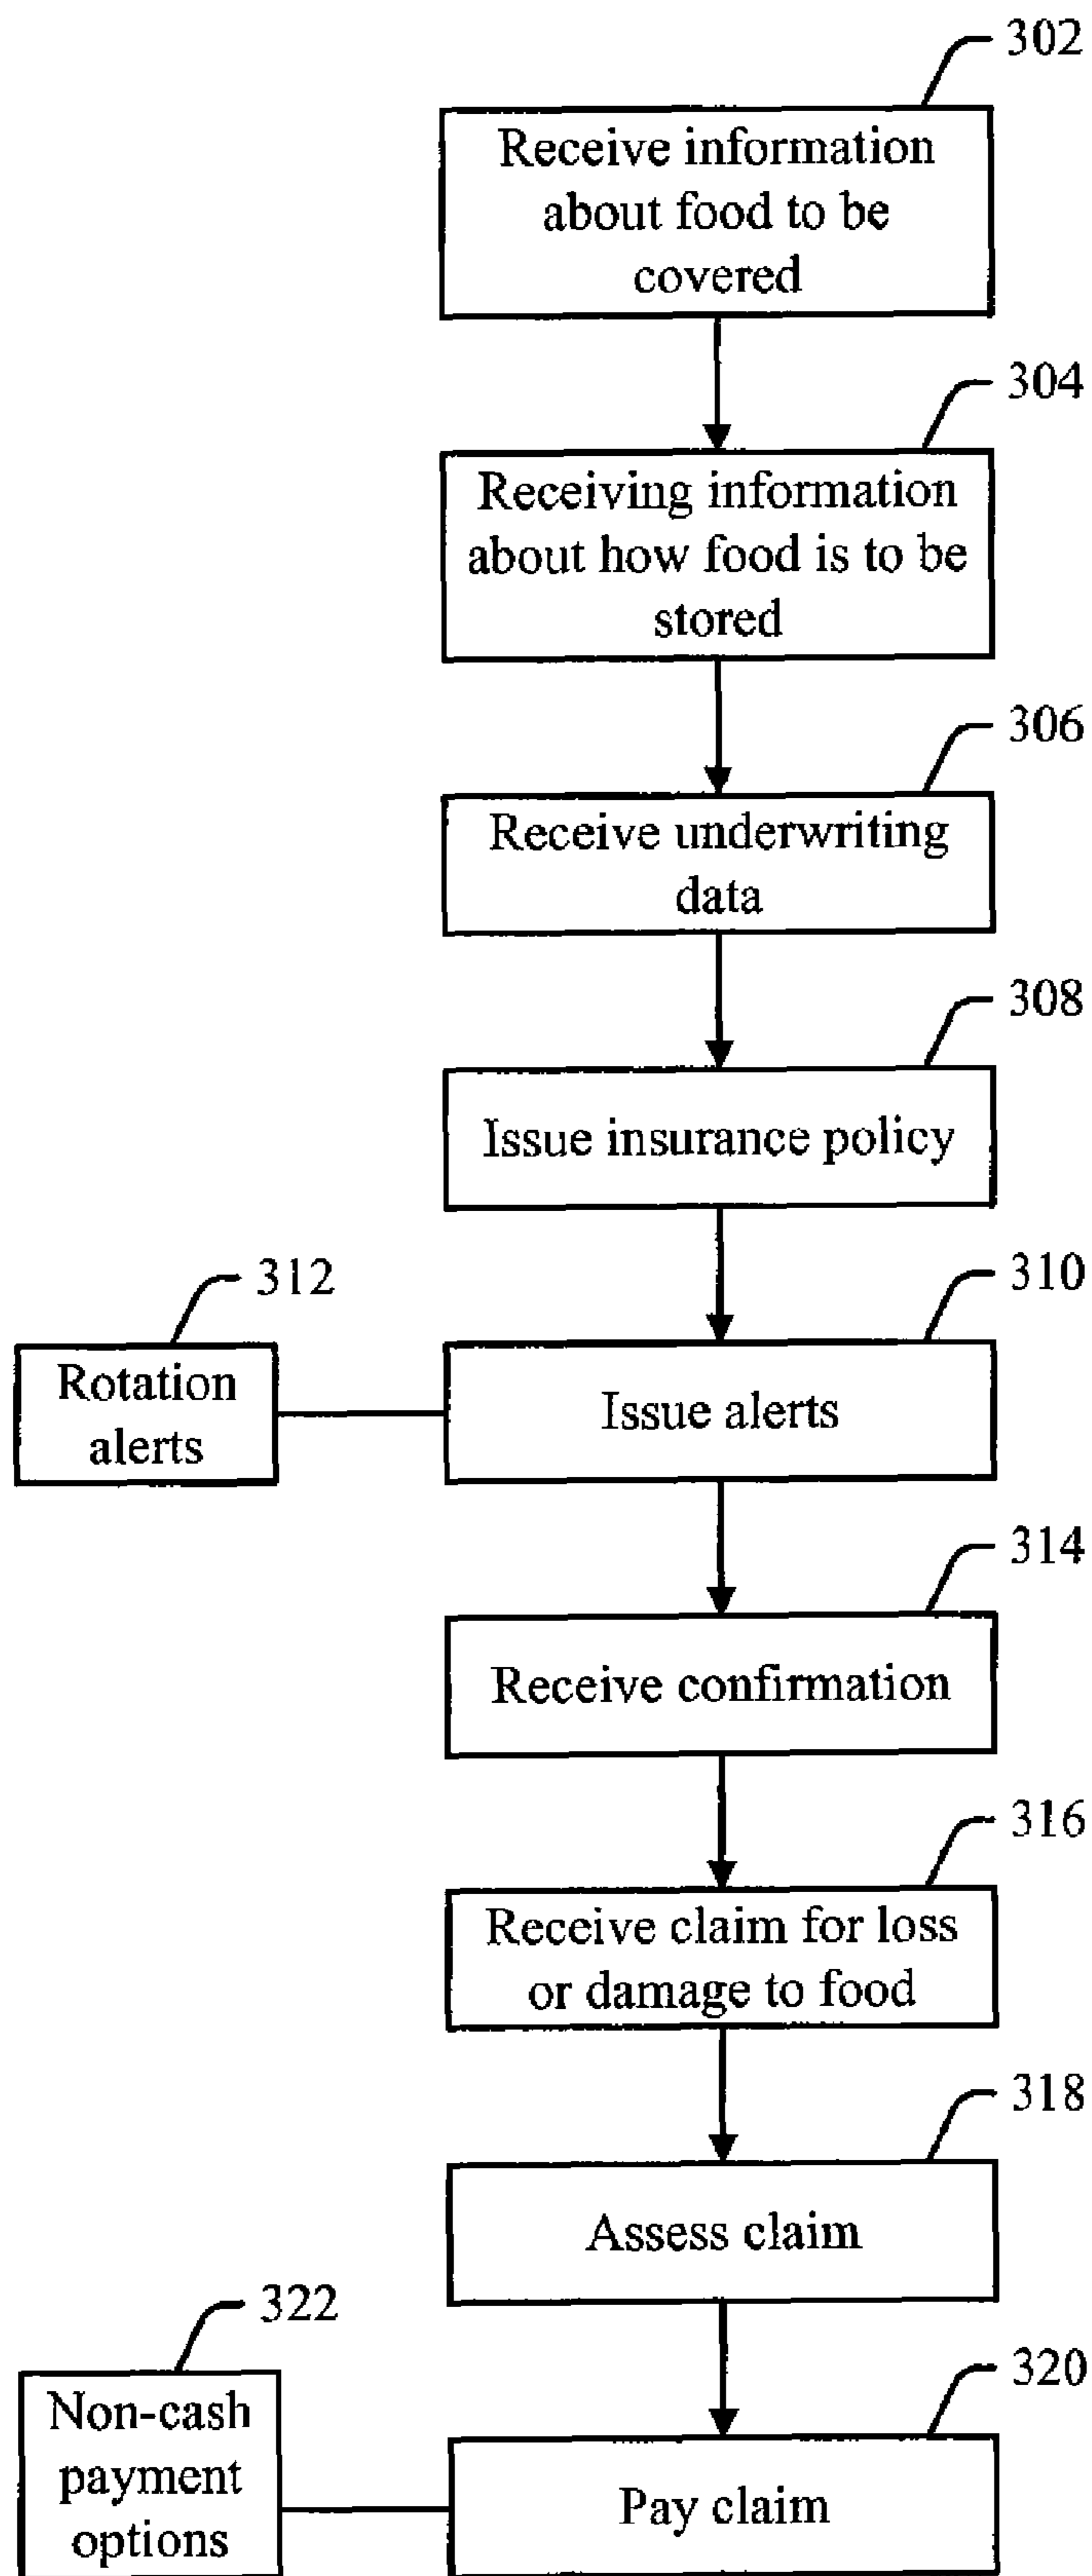 302
Receive information
about food to be
covered
304
Receiving information
about how food is to be
stored
306
Receive underwriting
data
308
Issue insurance policy
312
310
Rotation
alerts
Issue alerts
314
Receive confirmation
316
Receive claim for loss
or damage to food
318
Assess claim
322
320
Non-cash
payment
options
Pay claim